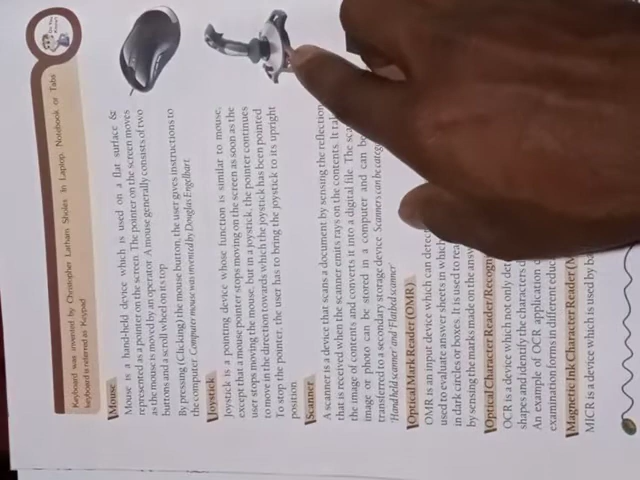 Do You Know?
Keyboard was invented by Christopher Latham Sholes. In Laptop, Notebook or Tabs
keyboard is referred as 'Keypad'
Mouse
Mouse is a hand-held device which is used on a flat surface &
represented as a pointer on the screen. The pointer on the screen moves
as the mouse is moved by an operator. A mouse generally consists of two
buttons and a scroll wheel on its top
By pressing (Clicking) the mouse button, the user gives instructions to
the computer. Computer mouse was invented by Douglas Engelbart
Joystick
Joystick is a pointing device whose function is similar to mouse,
except that a mouse pointer stops moving on the screen as soon as the
user stops moving the mouse, but in a joystick, the pointer continues
to move in the direction towards which the joystick has been pointed
To stop the pointer, the user has to bring the joystick to its upright
position
Scanner
A scanner is a device that scans a document by sensing the reflection
that is received when the scanner emits rays on the contents. It
the image of contents and converts it into a digital file. The
image or photo can be stored in a computer and can be
transferred to a secondary storage device. Scanners can be
'Handheld scanner' and 'Flatbed scanner'
Optical Mark Reader (OMR)
OMR is an input device which can
used to evaluate answer sheets in which
in dark circles or boxes. It is used to
by sensing the marks made on the
Optical Character Reader/
OCR is a device which not only
shapes and identify the characters
An example of OCR application
examination forms in different
Magnetic Ink Character Reader
MICR is a device which is used by